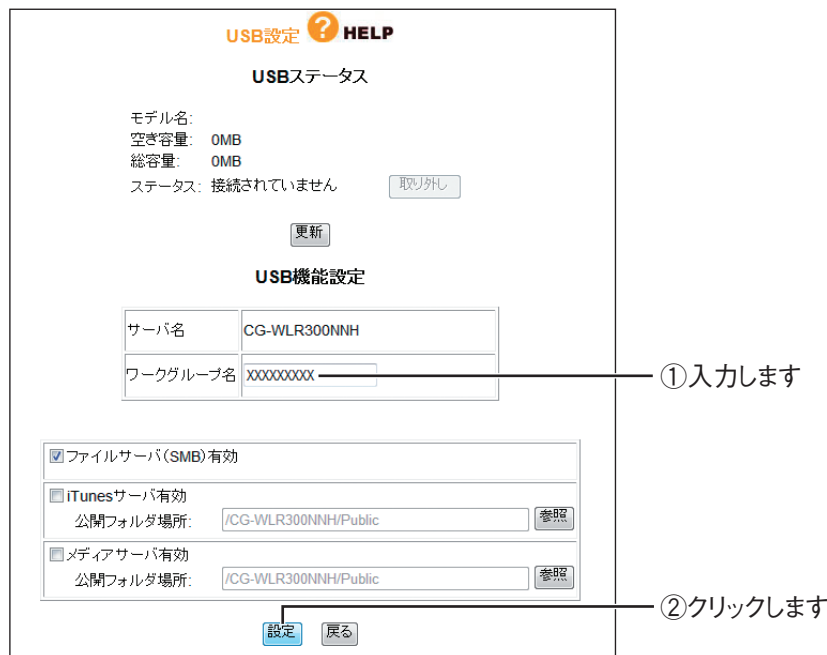 USB設定 ? HELP
USBステータス
モデル名:
空き容量: 0MB
総容量: 0MB
ステータス: 接続されていません 取り外し
更新
USB機能設定
サーバ名 CG-WLR300NNH
ワークグループ名 XXXXXXXXX ①入力します
ファイルサーバ(SMB)有効
iTunesサーバ有効
公開フォルダ場所: /CG-WLR300NNH/Public 参照
メディアサーバ有効
公開フォルダ場所: /CG-WLR300NNH/Public 参照
設定 戻る ②クリックします